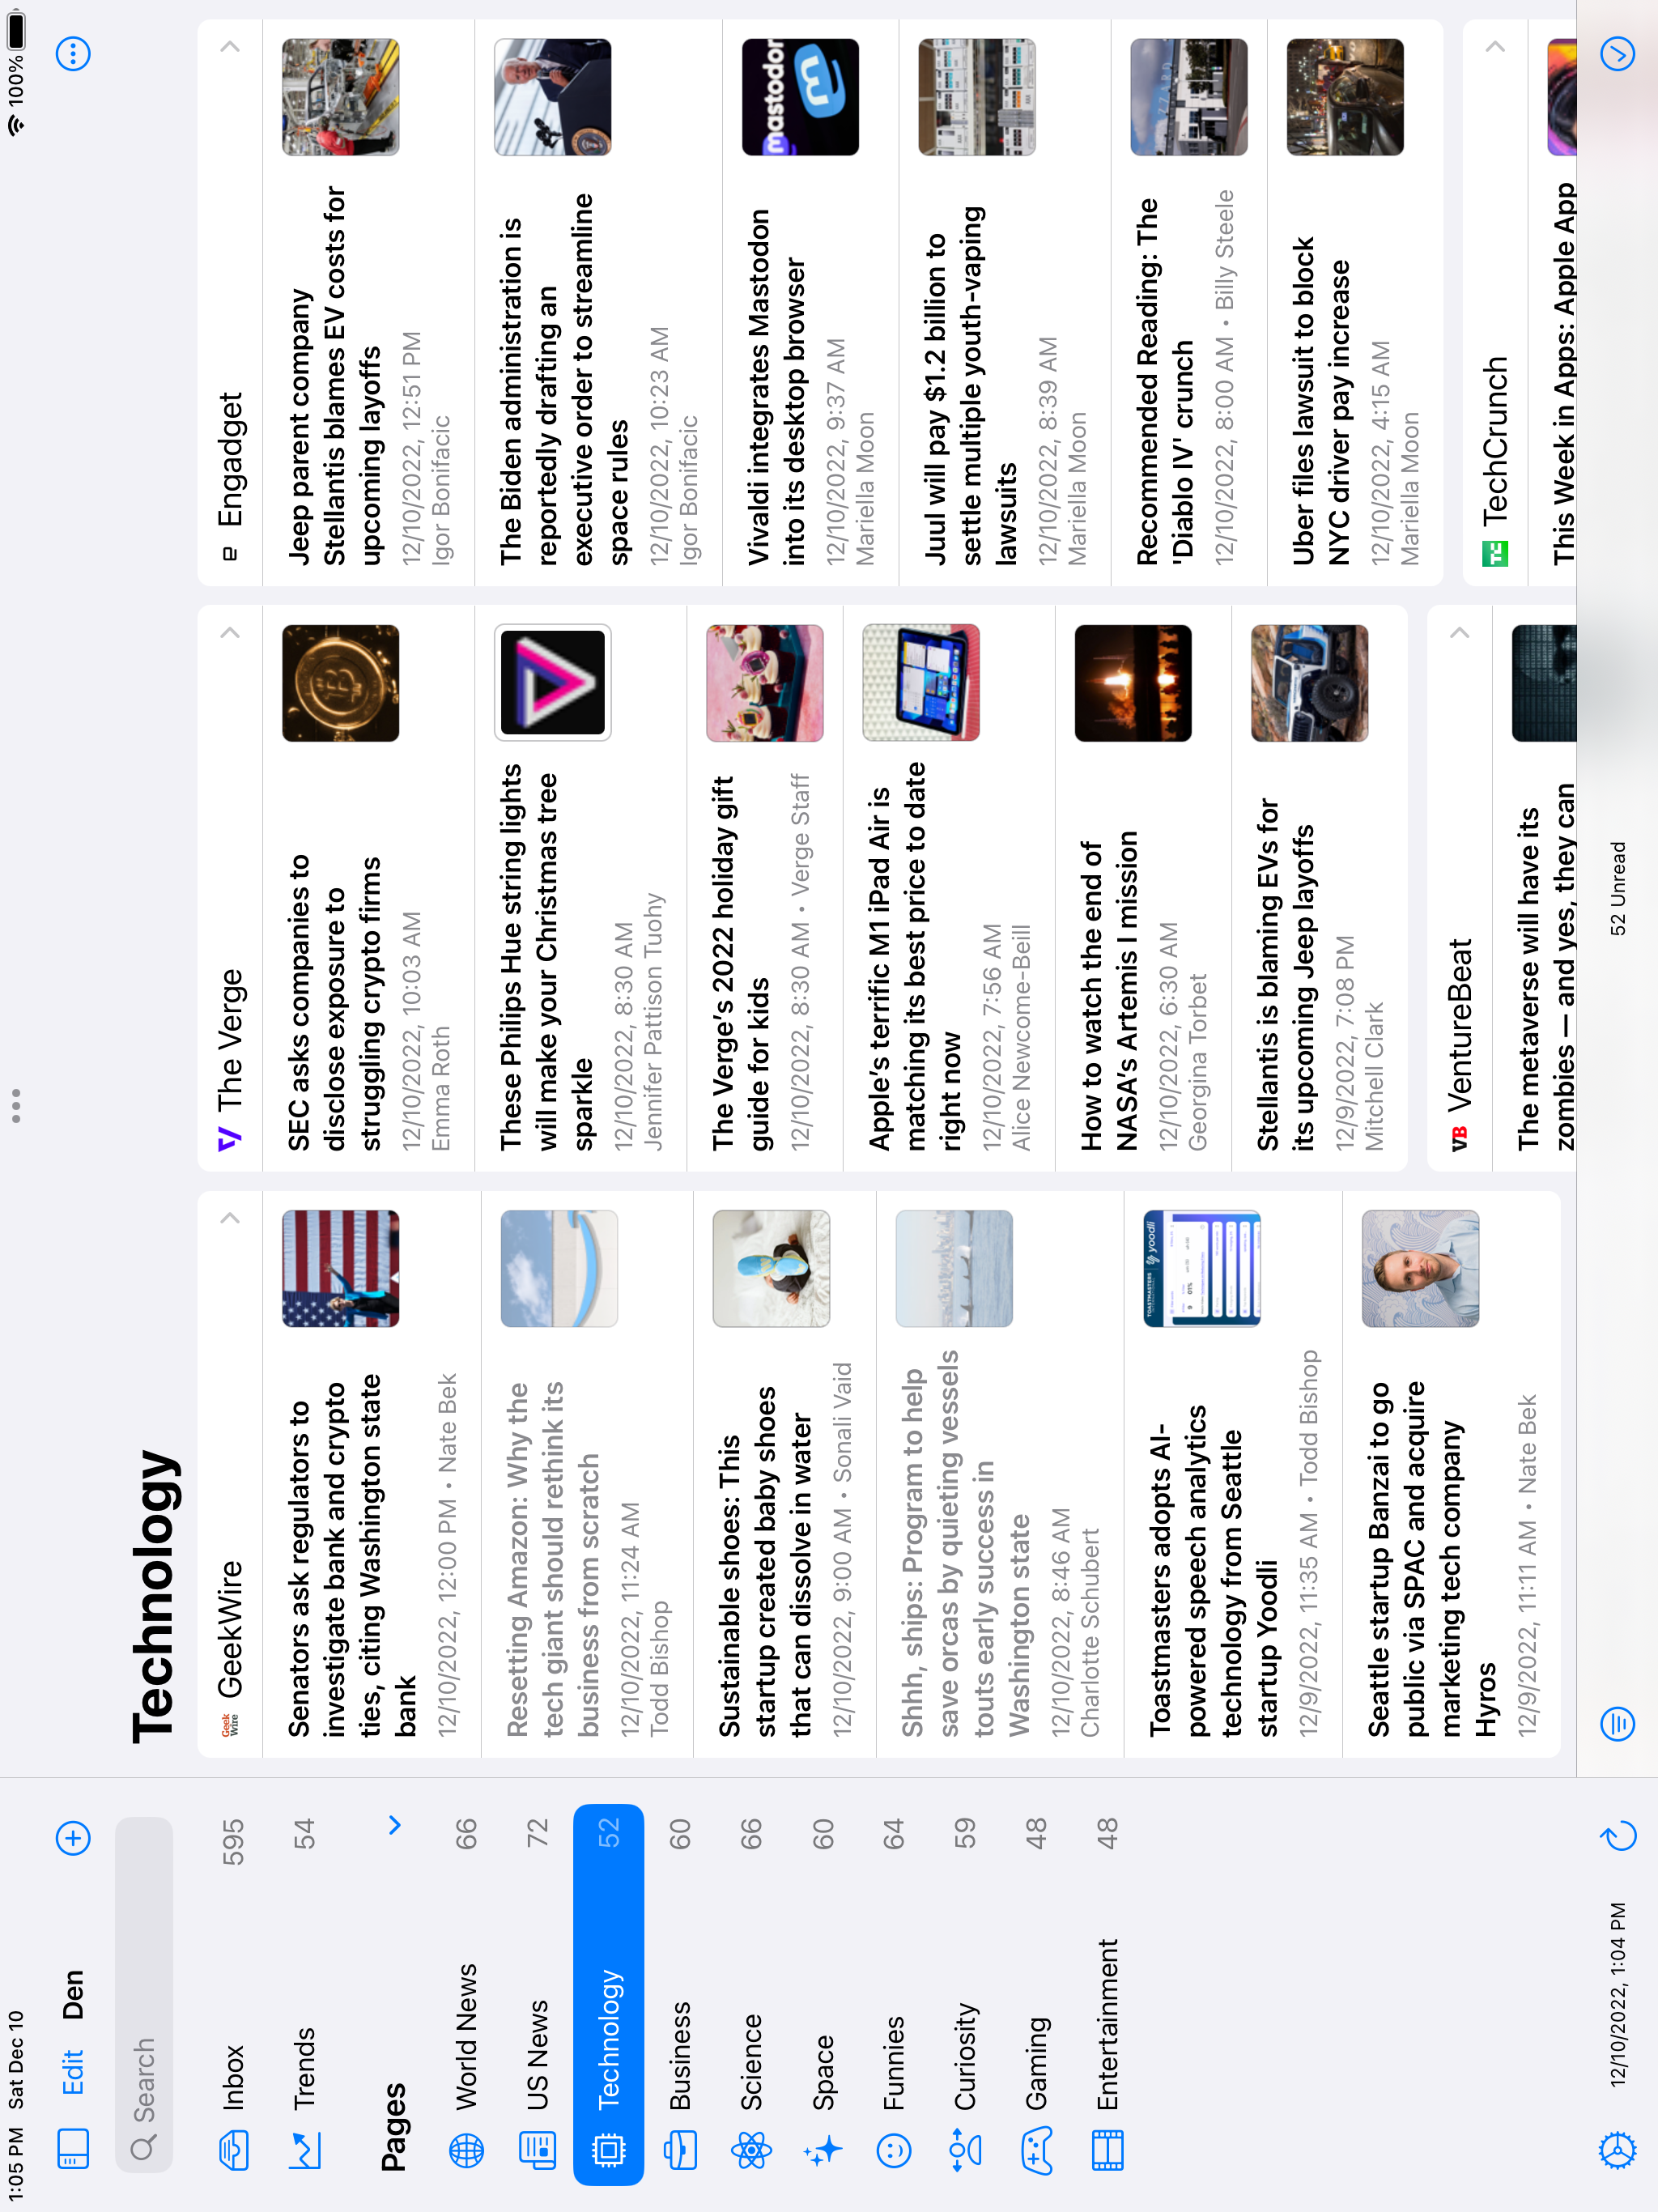 1:05 PM Sat Dec 10
100%
Edit
Den
Search
Inbox 595
Trends 54
Pages
World News 66
US News 72
Technology 52
Business 60
Science 66
Space 60
Funnies 64
Curiosity 59
Gaming 48
Entertainment 48
12/10/2022, 1:04 PM
Technology
Geek
Wire
GeekWire
Senators ask regulators to
investigate bank and crypto
ties, citing Washington state
bank
12/10/2022, 12:00 PM • Nate Bek
Resetting Amazon: Why the
tech giant should rethink its
business from scratch
12/10/2022, 11:24 AM
Todd Bishop
Sustainable shoes: This
startup created baby shoes
that can dissolve in water
12/10/2022, 9:00 AM • Sonali Vaid
Shhh, ships: Program to help
save orcas by quieting vessels
touts early success in
Washington state
12/10/2022, 8:46 AM
Charlotte Schubert
Toastmasters adopts AI-
powered speech analytics
technology from Seattle
startup Yoodli
12/9/2022, 11:35 AM • Todd Bishop
TOASTMASTERS
yoodli
Seattle startup Banzai to go
public via SPAC and acquire
marketing tech company
Hyros
12/9/2022, 11:11 AM • Nate Bek
The Verge
SEC asks companies to
disclose exposure to
struggling crypto firms
12/10/2022, 10:03 AM
Emma Roth
These Philips Hue string lights
will make your Christmas tree
sparkle
12/10/2022, 8:30 AM
Jennifer Pattison Tuohy
The Verge's 2022 holiday gift
guide for kids
12/10/2022, 8:30 AM • Verge Staff
Apple's terrific M1 iPad Air is
matching its best price to date
right now
12/10/2022, 7:56 AM
Alice Newcome-Beill
How to watch the end of
NASA's Artemis I mission
12/10/2022, 6:30 AM
Georgina Torbet
Stellantis is blaming EVs for
its upcoming Jeep layoffs
12/9/2022, 7:08 PM
Mitchell Clark
VB VentureBeat
The metaverse will have its
zombies — and yes, they can
Engadget
Jeep parent company
Stellantis blames EV costs for
upcoming layoffs
12/10/2022, 12:51 PM
Igor Bonifacic
The Biden administration is
reportedly drafting an
executive order to streamline
space rules
12/10/2022, 10:23 AM
Igor Bonifacic
Vivaldi integrates Mastodon
into its desktop browser
12/10/2022, 9:37 AM
Mariella Moon
mastodon
Juul will pay $1.2 billion to
settle multiple youth-vaping
lawsuits
12/10/2022, 8:39 AM
Mariella Moon
Recommended Reading: The
'Diablo IV' crunch
12/10/2022, 8:00 AM • Billy Steele
Uber files lawsuit to block
NYC driver pay increase
12/10/2022, 4:15 AM
Mariella Moon
TC TechCrunch
This Week in Apps: Apple App
52 Unread